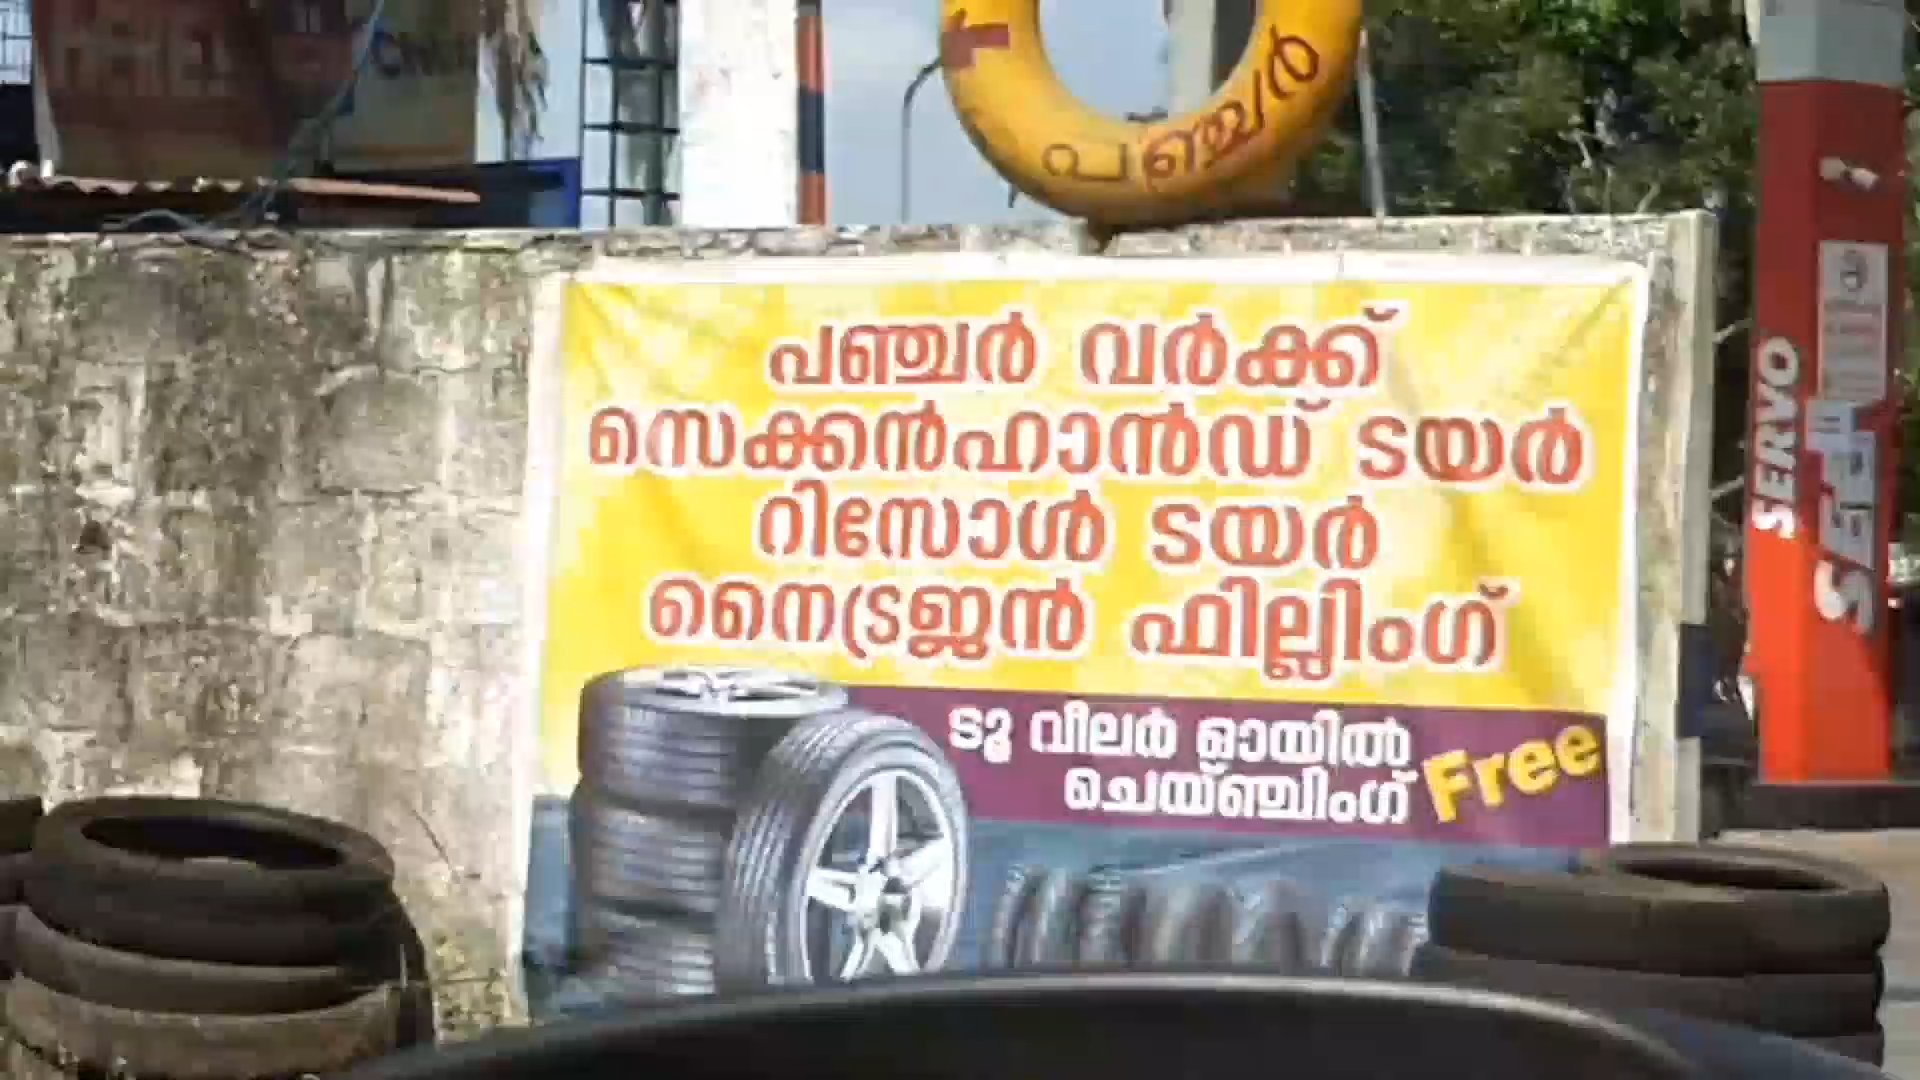 പഞ്ചർ
പഞ്ചർ വർക്ക്
സെക്കൻഹാൻഡ് ടയർ
റിസോൾ ടയർ
നൈട്രജൻ ഫില്ലിംഗ്
ടൂ വീലർ ഓയിൽ
ചെയ്ഞ്ചിംഗ് Free
SERVO